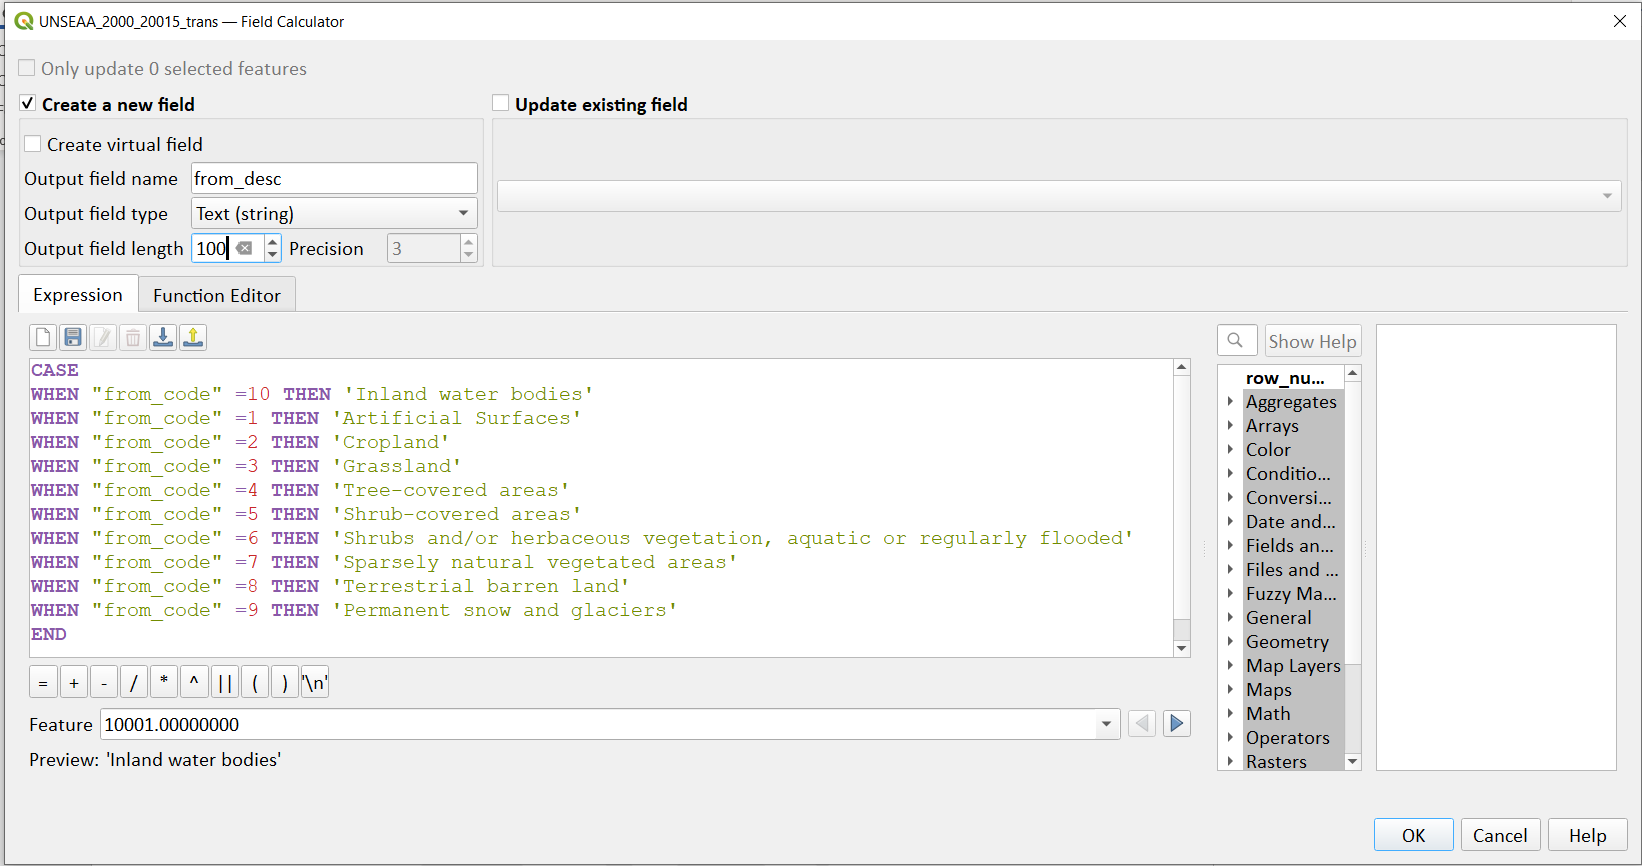 UNSEAA_2000_20015_trans — Field Calculator
Only update 0 selected features
Create a new field
Update existing field
Create virtual field
Output field name from_desc
Output field type Text (string)
Output field length 100 Precision 3
Expression Function Editor
Show Help
CASE
WHEN "from_code" =10 THEN 'Inland water bodies'
WHEN "from_code" =1 THEN 'Artificial Surfaces'
WHEN "from_code" =2 THEN 'Cropland'
WHEN "from_code" =3 THEN 'Grassland'
WHEN "from_code" =4 THEN 'Tree-covered areas'
WHEN "from_code" =5 THEN 'Shrub-covered areas'
WHEN "from_code" =6 THEN 'Shrubs and/or herbaceous vegetation, aquatic or regularly flooded'
WHEN "from_code" =7 THEN 'Sparsely natural vegetated areas'
WHEN "from_code" =8 THEN 'Terrestrial barren land'
WHEN "from_code" =9 THEN 'Permanent snow and glaciers'
END
= + - / * ^ || ( ) '\n'
Feature 10001.00000000
Preview: 'Inland water bodies'
row_nu...
Aggregates
Arrays
Color
Conditio...
Conversi...
Date and...
Fields an...
Files and ...
Fuzzy Ma...
General
Geometry
Map Layers
Maps
Math
Operators
Rasters
OK Cancel Help